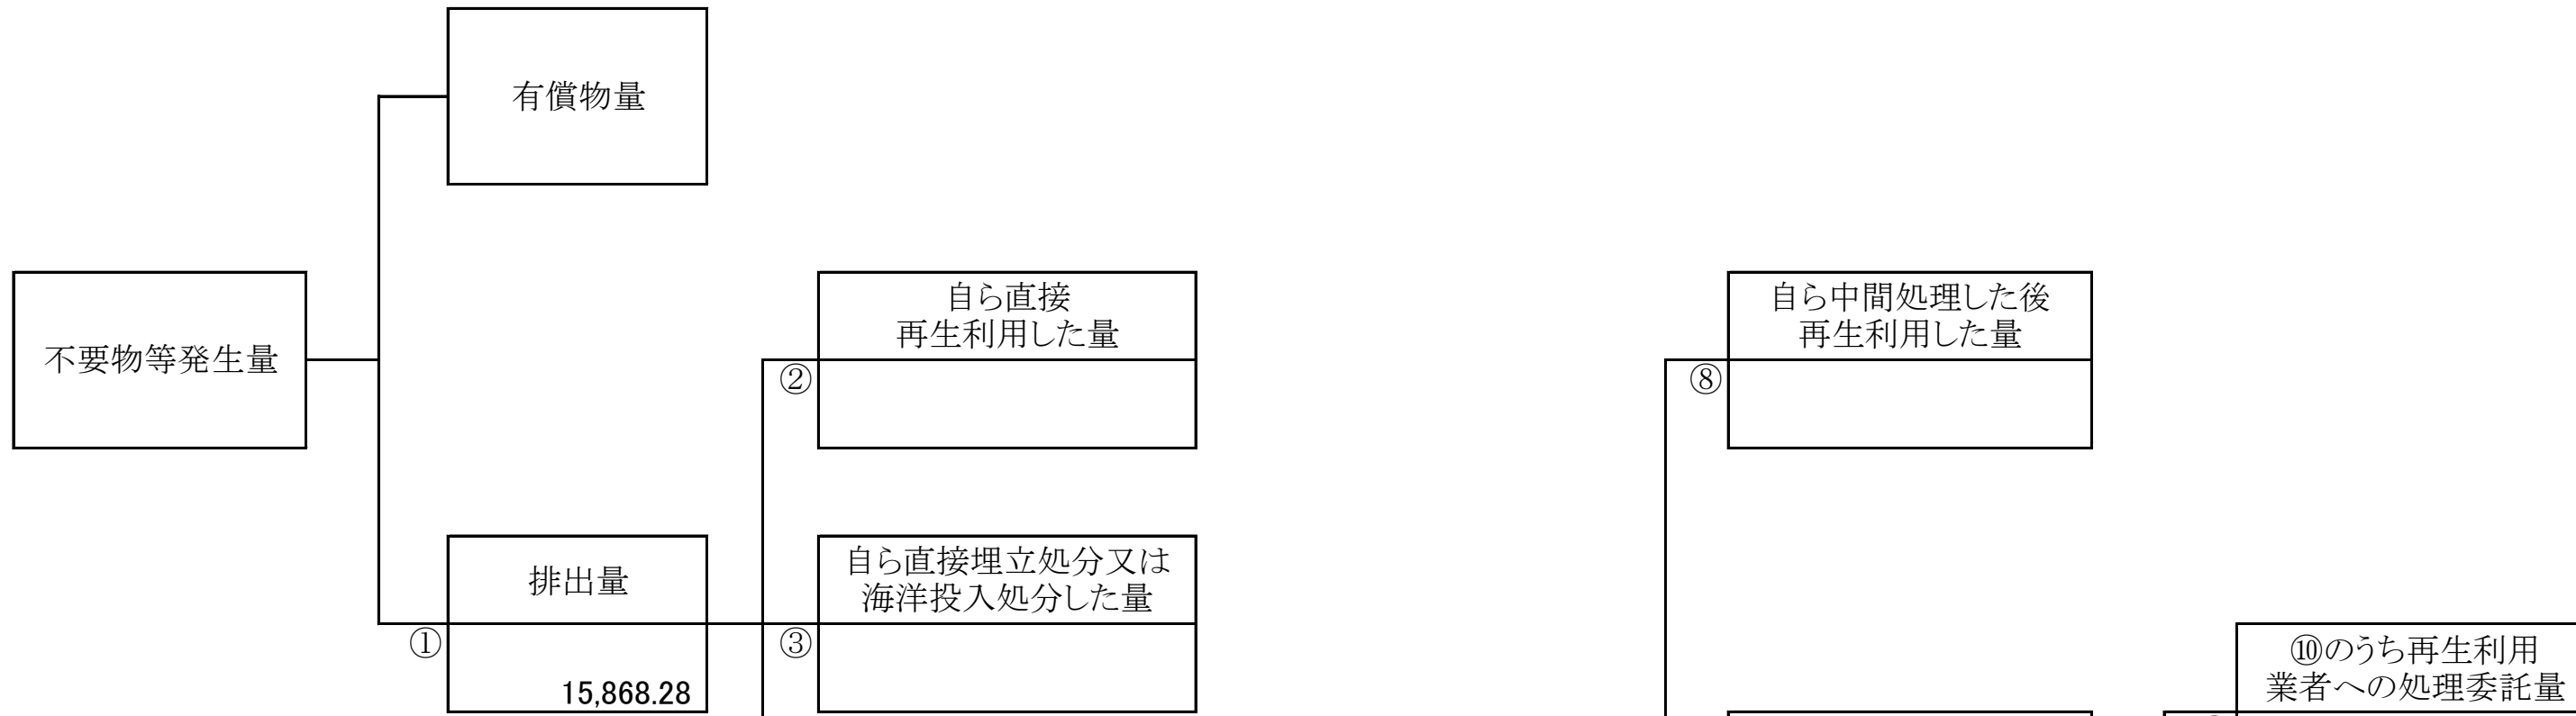 有償物量
自ら直接
再生利用した量
自ら中間処理した後
再生利用した量
不要物等発生量
②
⑧
排出量
自ら直接埋立処分又は
海洋投入処分した量
①
③
15,868.28
⑩のうち再生利用
業者への処理委託量